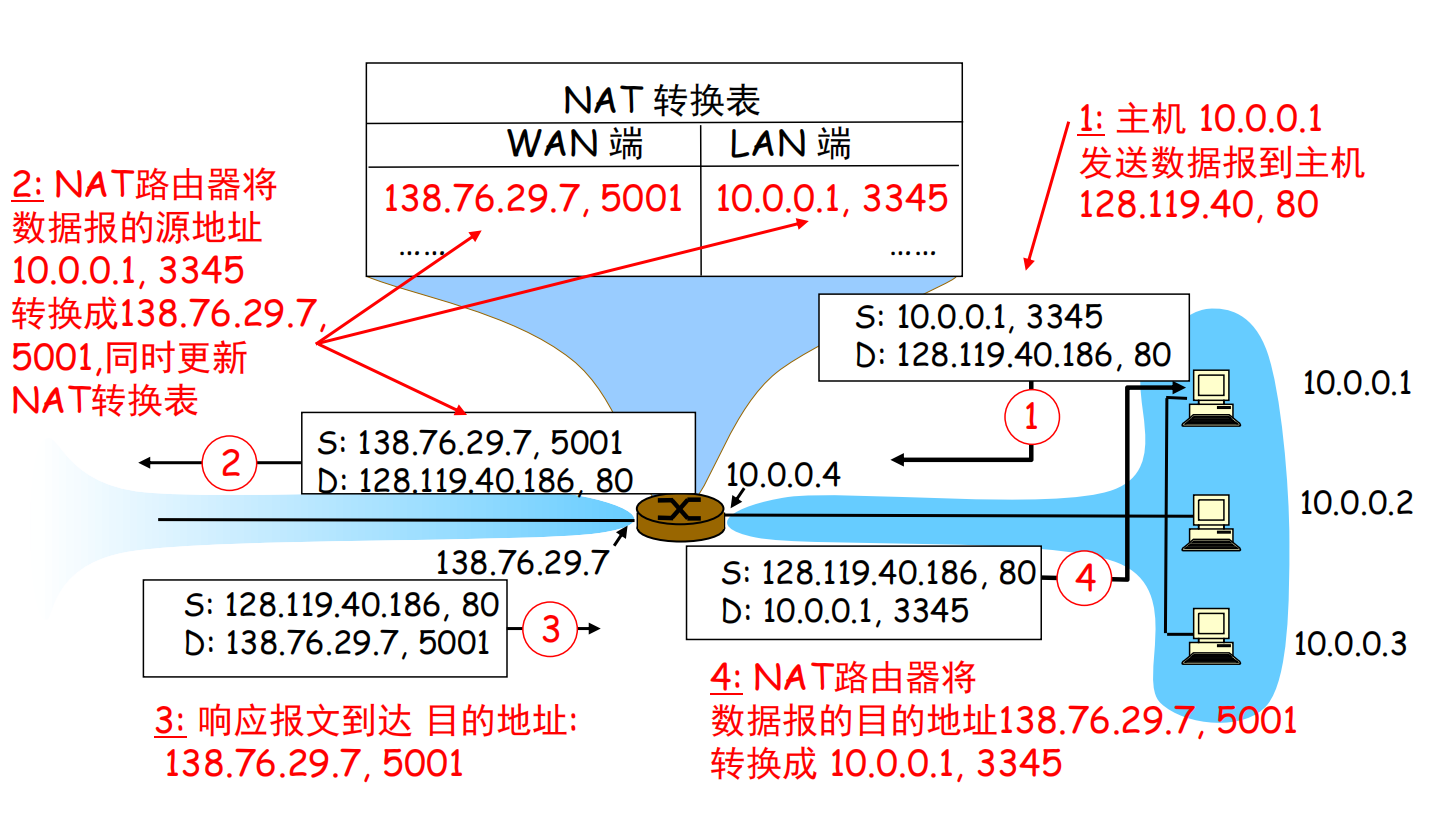 NAT 转换表
WAN 端 LAN 端
138.76.29.7, 5001 10.0.0.1, 3345
…… ……
1: 主机 10.0.0.1
发送数据报到主机
128.119.40, 80
2: NAT路由器将
数据报的源地址
10.0.0.1, 3345
转换成138.76.29.7,
5001,同时更新
NAT转换表
S: 10.0.0.1, 3345
D: 128.119.40.186, 80
1
10.0.0.1
S: 138.76.29.7, 5001
D: 128.119.40.186, 80
2
10.0.0.4
10.0.0.2
138.76.29.7
S: 128.119.40.186, 80
D: 138.76.29.7, 5001
3
S: 128.119.40.186, 80
D: 10.0.0.1, 3345
4
10.0.0.3
3: 响应报文到达 目的地址:
138.76.29.7, 5001
4: NAT路由器将
数据报的目的地址138.76.29.7, 5001
转换成 10.0.0.1, 3345